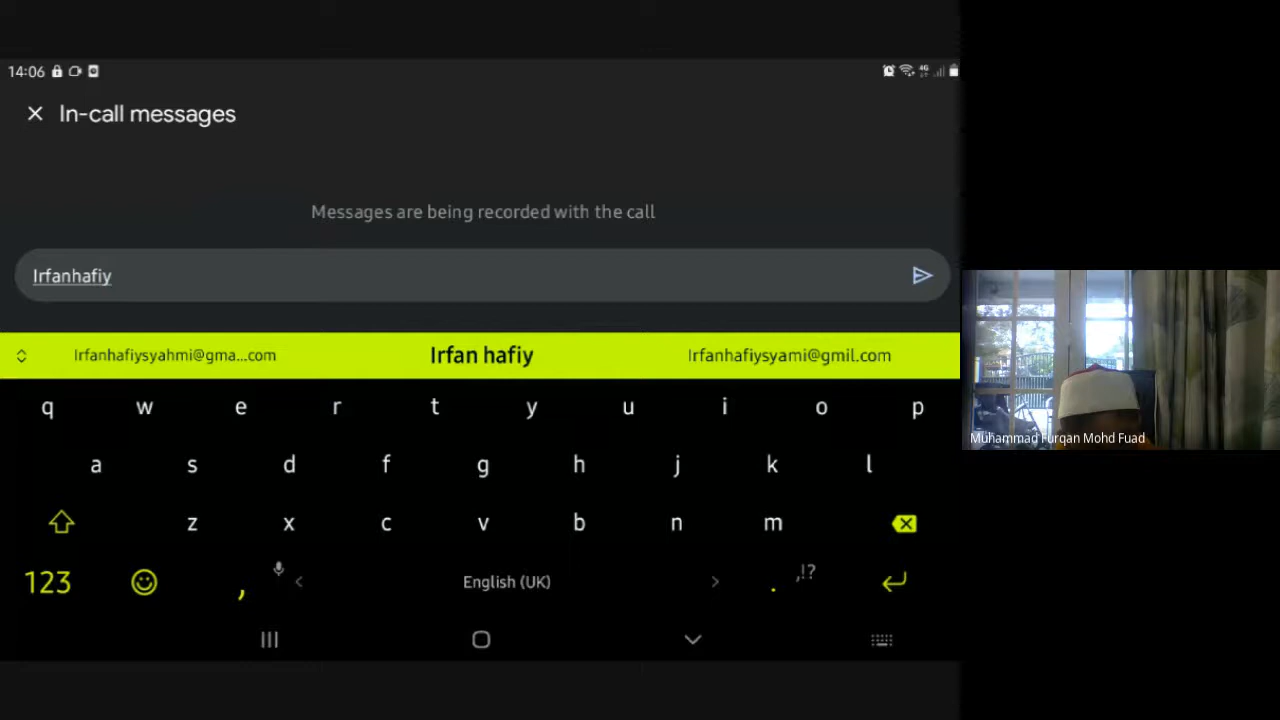 14:06
4G
In-call messages
Messages are being recorded with the call
Irfanhafiy
Irfanhafiysyahmi@gma...com Irfan hafiy Irfanhafiysyami@gmil.com
q w e r t y u i o p
a s d f g h j k l
z x c v b n m
123 , < English (UK) > . ,!?
Muhammad Furqan Mohd Fuad